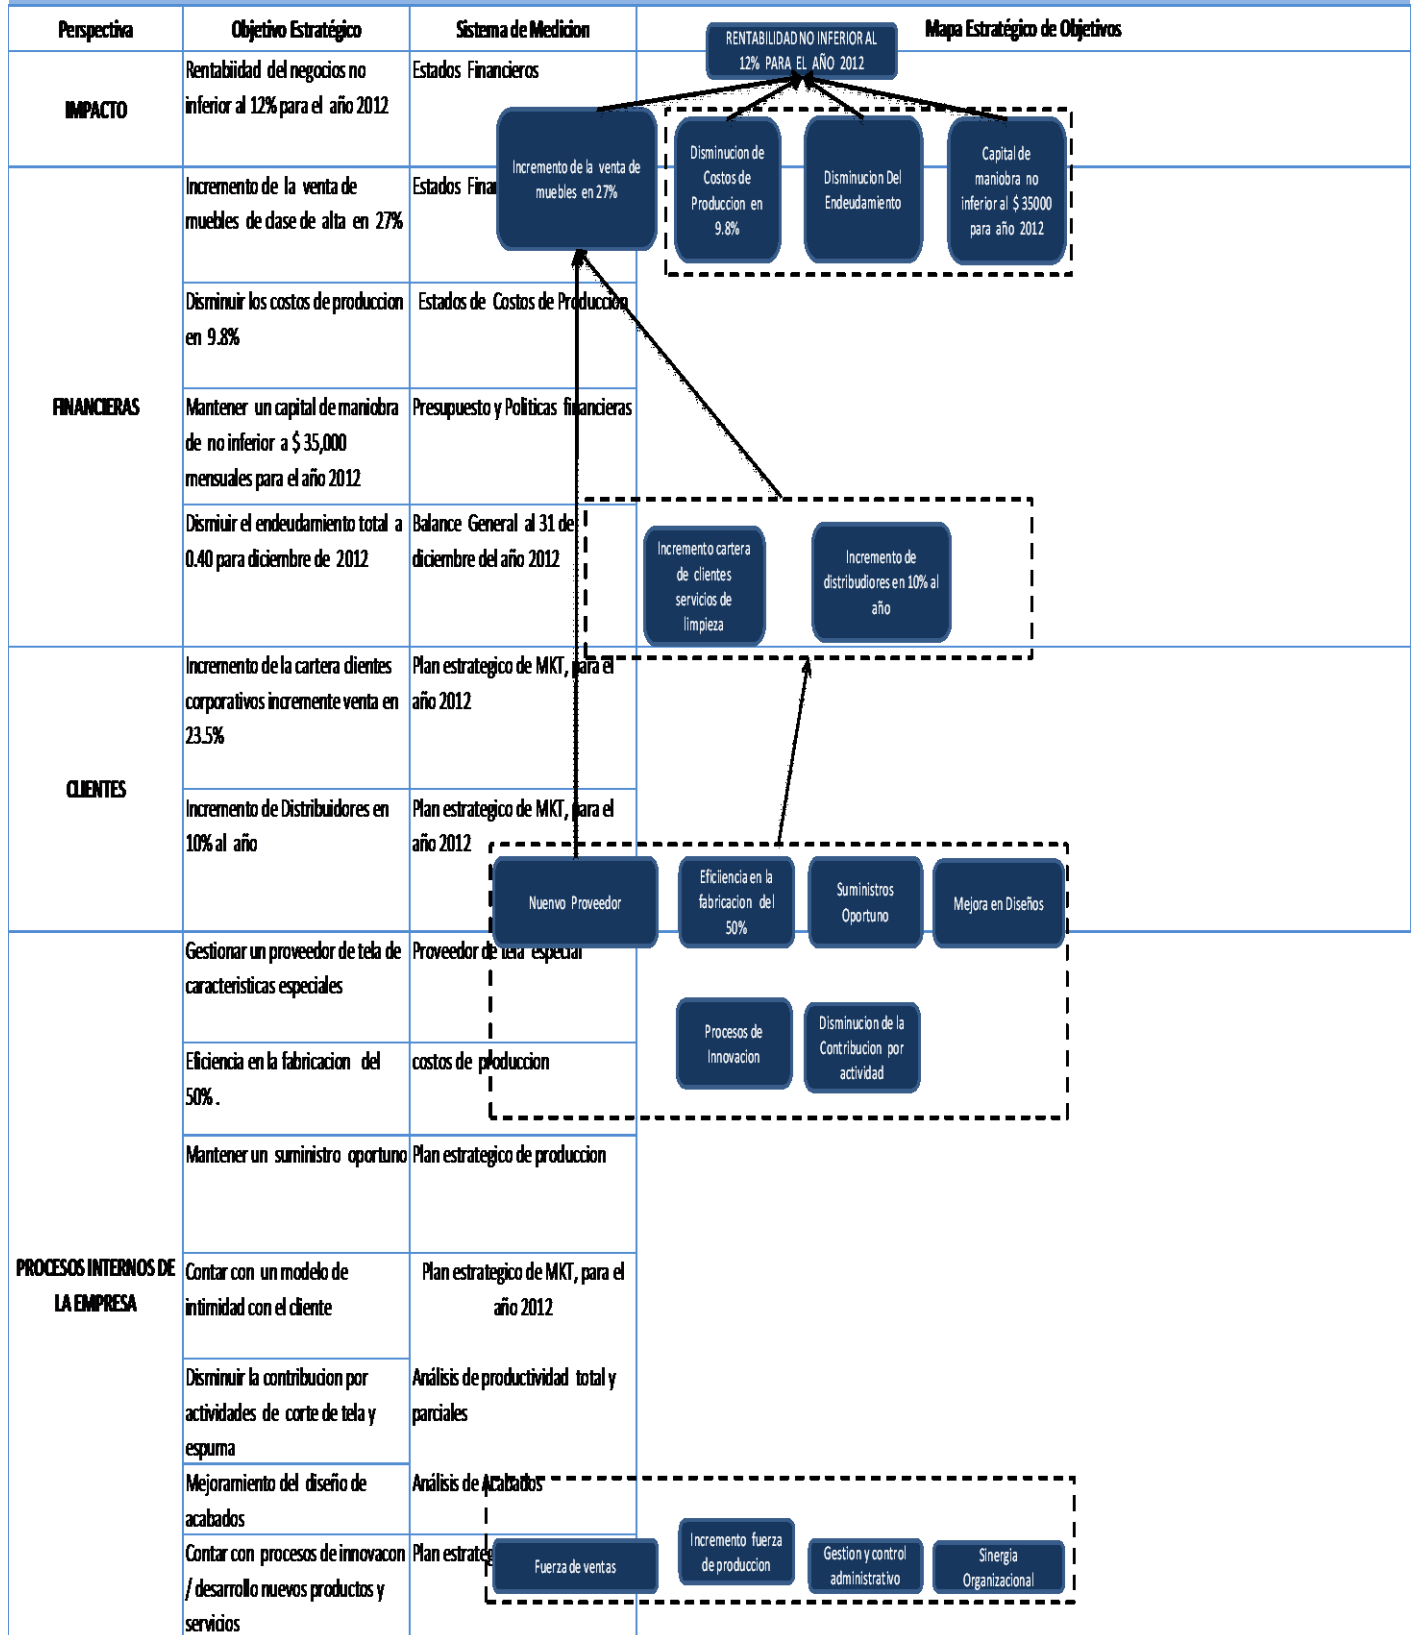 Perspectiva
Objetivo Estratégico
Sistema de Medicion
Mapa Estratégico de Objetivos
RENTABILIDAD NO INFERIOR AL
12% PARA EL AÑO 2012
IMPACTO
Rentabiidad del negocios no
inferior al 12% para el año 2012
Estados Financieros
Incremento de la venta de
muebles en 27%
Disminucion de
Costos de
Produccion en
9.8%
Disminucion Del
Endeudamiento
Capital de
maniobra no
inferior al $ 35000
para año 2012
FINANCIERAS
Incremento de la venta de
muebles de clase de alta en 27%
Estados Finan
Disminuir los costos de produccion
en 9.8%
Estados de Costos de Producción
Mantener un capital de maniobra
de no inferior a $ 35,000
mensuales para el año 2012
Presupuesto y Politicas financieras
Dismiuir el endeudamiento total a
0.40 para diciembre de 2012
Balance General al 31 de
diciembre del año 2012
Incremento cartera
de clientes
servicios de
limpieza
Incremento de
distribudiores en 10% al
año
CLIENTES
Incremento de la cartera clientes
corporativos incremente venta en
23.5%
Plan estrategico de MKT, para el
año 2012
Incremento de Distribuidores en
10% al año
Plan estrategico de MKT, para el
año 2012
Nuenvo Proveedor
Eficiiencia en la
fabricacion del
50%
Suministros
Oportuno
Mejora en Diseños
PROCESOS INTERNOS DE
LA EMPRESA
Gestionar un proveedor de tela de
caracteristicas especiales
Proveedor de tela especial
Procesos de
Innovacion
Disminucion de la
Contribucion por
actividad
Eficiencia en la fabricacion del
50% .
costos de produccion
Mantener un suministro oportuno
Plan estrategico de produccion
Contar con un modelo de
intimidad con el cliente
Plan estrategico de MKT, para el
año 2012
Disminuir la contribucion por
actividades de corte de tela y
espuma
Análisis de productividad total y
parciales
Mejoramiento del diseño de
acabados
Análisis de Acabados
Contar con procesos de innovacon
/ desarrollo nuevos productos y
servicios
Plan estrateg
Fuerza de ventas
Incremento fuerza
de produccion
Gestion y control
administrativo
Sinergia
Organizacional